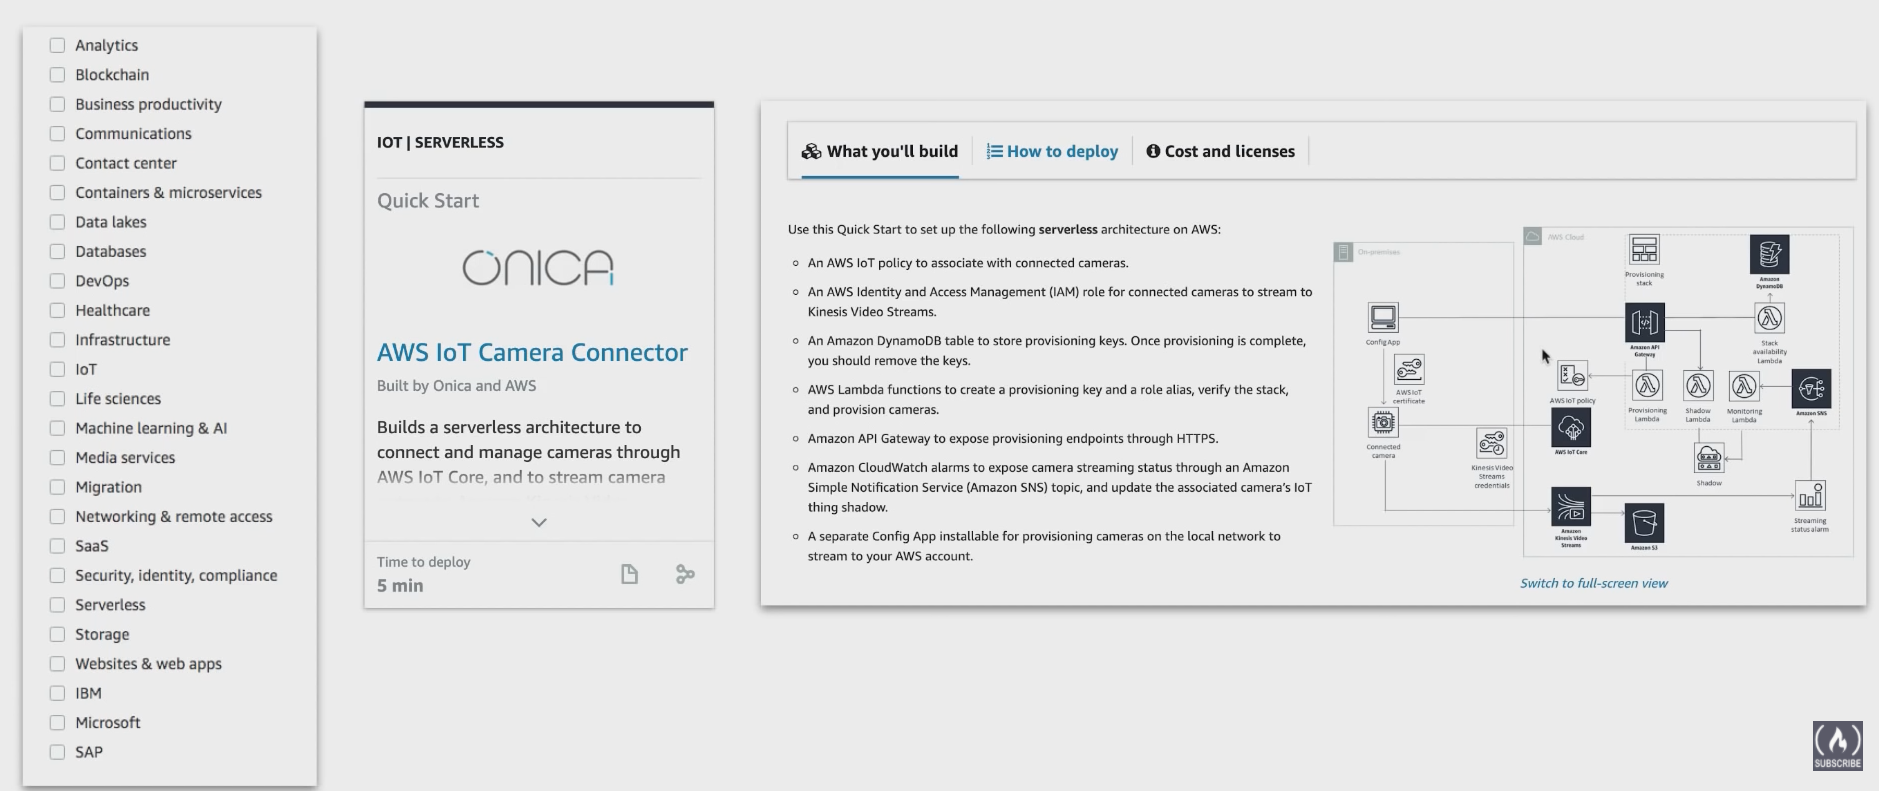 Analytics
Blockchain
Business productivity
Communications
Contact center
Containers & microservices
Data lakes
Databases
DevOps
Healthcare
Infrastructure
IoT
Life sciences
Machine learning & AI
Media services
Migration
Networking & remote access
SaaS
Security, identity, compliance
Serverless
Storage
Websites & web apps
IBM
Microsoft
SAP
IOT | SERVERLESS
Quick Start
ONICA
AWS IoT Camera Connector
Built by Onica and AWS
Builds a serverless architecture to
connect and manage cameras through
AWS IoT Core, and to stream camera
Time to deploy
5 min
What you'll build
How to deploy
Cost and licenses
Use this Quick Start to set up the following serverless architecture on AWS:
An AWS IoT policy to associate with connected cameras.
An AWS Identity and Access Management (IAM) role for connected cameras to stream to
Kinesis Video Streams.
An Amazon DynamoDB table to store provisioning keys. Once provisioning is complete,
you should remove the keys.
AWS Lambda functions to create a provisioning key and a role alias, verify the stack,
and provision cameras.
Amazon API Gateway to expose provisioning endpoints through HTTPS.
Amazon CloudWatch alarms to expose camera streaming status through an Amazon
Simple Notification Service (Amazon SNS) topic, and update the associated camera's IoT
thing shadow.
A separate Config App installable for provisioning cameras on the local network to
stream to your AWS account.
On-premises
AWS Cloud
Provisioning
stack
Amazon
DynamoDB
Config App
Amazon API
Gateway
Stack
availability
Lambda
AWS IoT
certificate
AWS IoT policy
Provisioning
Lambda
Shadow
Lambda
Monitoring
Lambda
Amazon SNS
Connected
camera
Kinesis Video
Streams
credentials
AWS IoT Core
Shadow
Amazon
Kinesis Video
Streams
Amazon S3
Streaming
status alarm
Switch to full-screen view
SUBSCRIBE